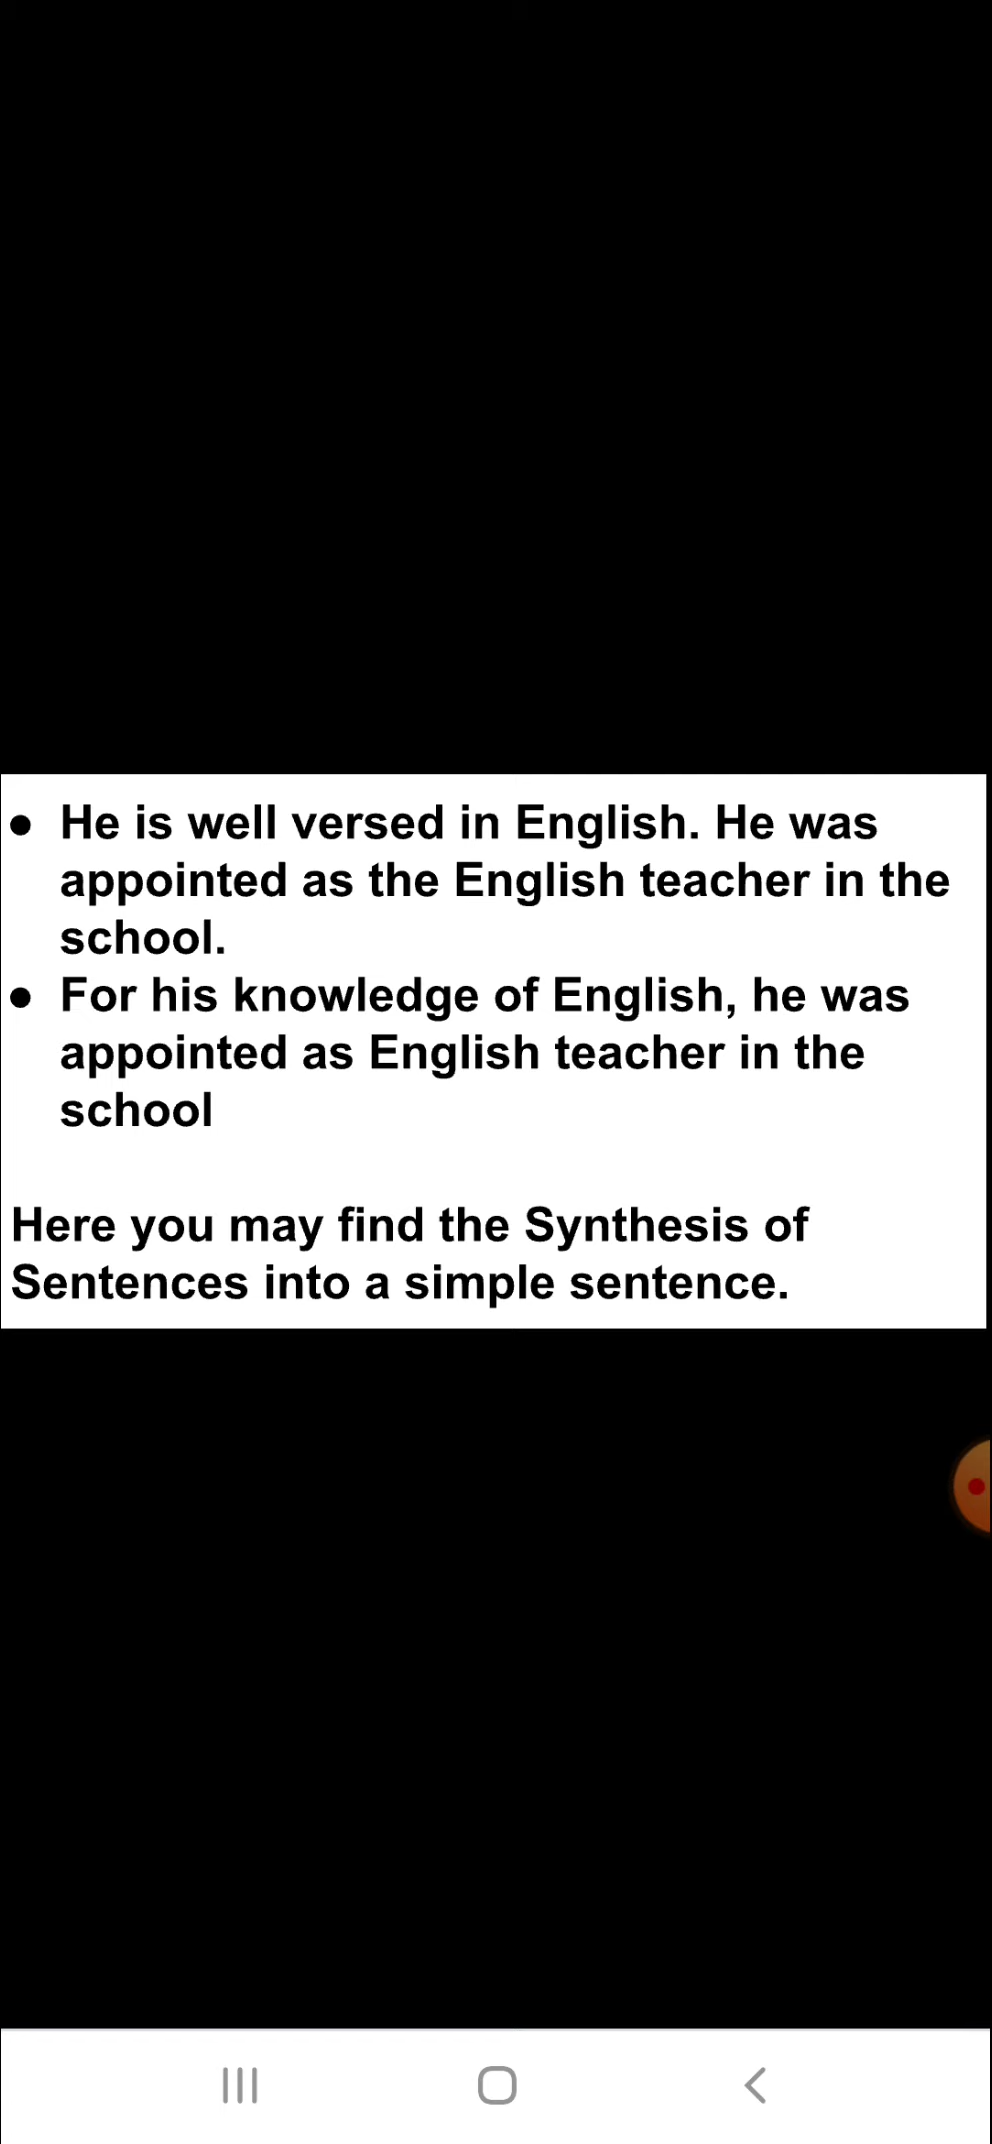 ● He is well versed in English. He was
appointed as the English teacher in the
school.
● For his knowledge of English, he was
appointed as English teacher in the
school
Here you may find the Synthesis of
Sentences into a simple sentence.